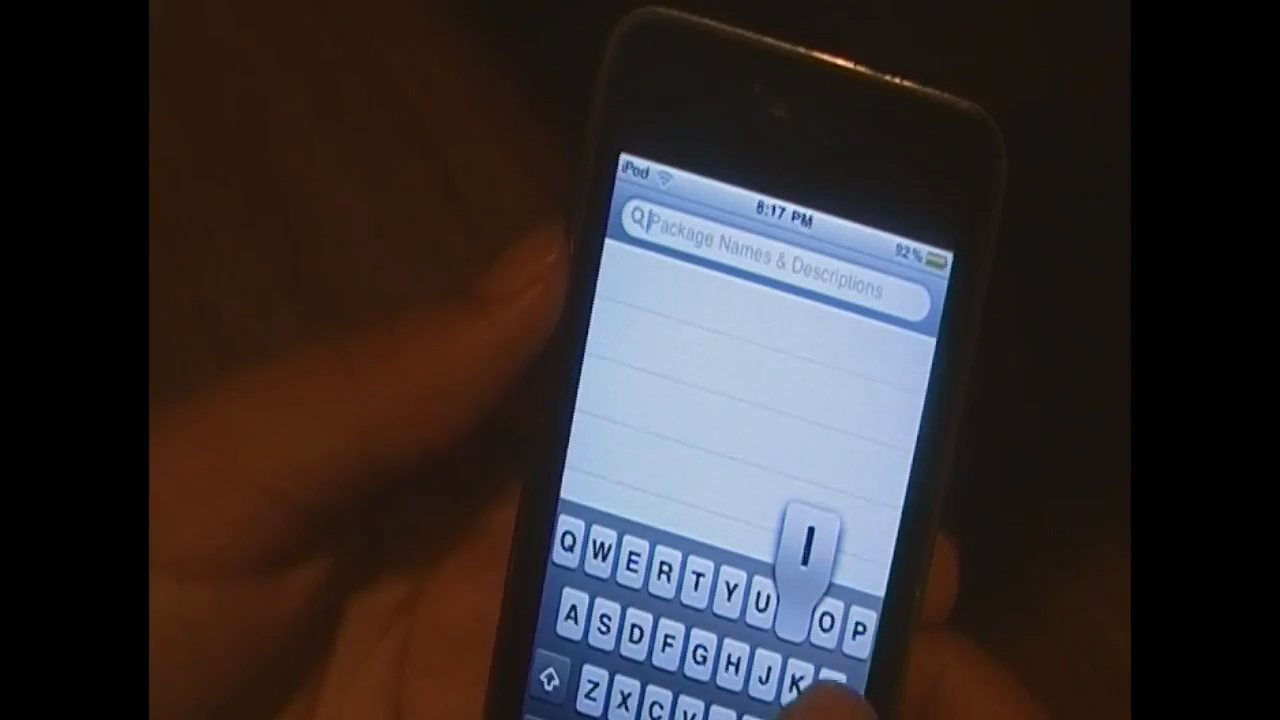 iPod 8:17 PM 92%
Package Names & Descriptions
I
Q W E R T Y U O P
A S D F G H J K
Z X C V